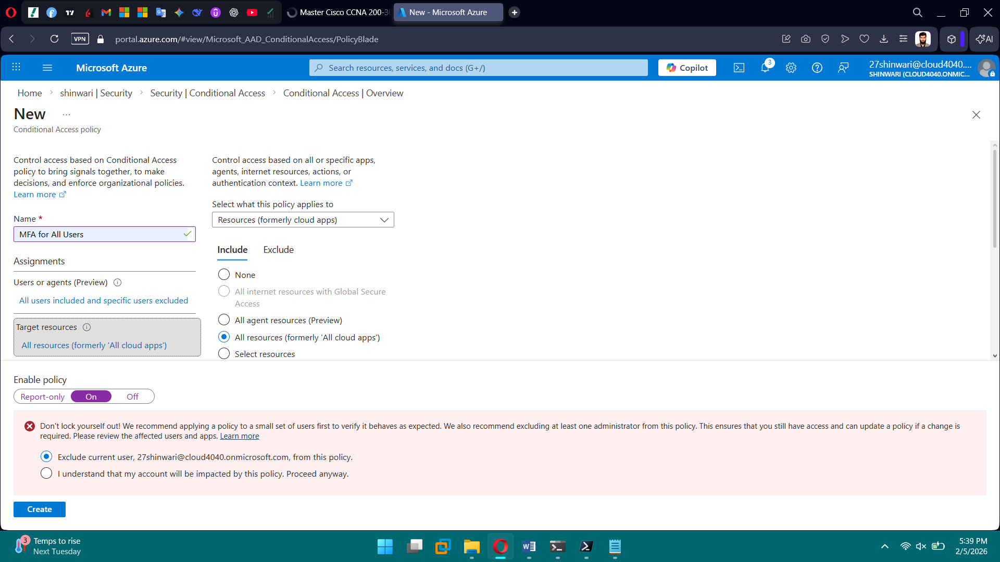 Master Cisco CCNA 200-30
New - Microsoft Azure
VPN
portal.azure.com/#view/Microsoft_AAD_ConditionalAccess/PolicyBlade
AI
Microsoft Azure
Search resources, services, and docs (G+/)
Copilot
3
27shinwari@cloud4040....
SHINWARI (CLOUD4040.ONMIC...
Home > shinwari | Security > Security | Conditional Access > Conditional Access | Overview
New ...
Conditional Access policy
Control access based on Conditional Access
policy to bring signals together, to make
decisions, and enforce organizational policies.
Learn more
Name *
MFA for All Users
Assignments
Users or agents (Preview)
All users included and specific users excluded
Target resources
All resources (formerly 'All cloud apps')
Control access based on all or specific apps,
agents, internet resources, actions, or
authentication context. Learn more
Select what this policy applies to
Resources (formerly cloud apps)
Include Exclude
None
All internet resources with Global Secure
Access
All agent resources (Preview)
All resources (formerly 'All cloud apps')
Select resources
Enable policy
Report-only On Off
Don't lock yourself out! We recommend applying a policy to a small set of users first to verify it behaves as expected. We also recommend excluding at least one administrator from this policy. This ensures that you still have access and can update a policy if a change is
required. Please review the affected users and apps. Learn more
Exclude current user, 27shinwari@cloud4040.onmicrosoft.com, from this policy.
I understand that my account will be impacted by this policy. Proceed anyway.
Create
3
Temps to rise
Next Tuesday
5:39 PM
2/5/2026